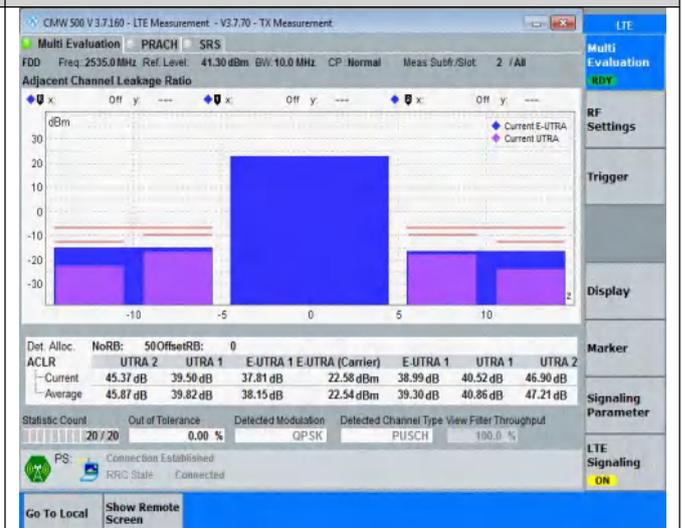 CMW 500 V 3.7.160 - LTE Measurement - V3.7.70 - TX Measurement
LTE
Multi Evaluation PRACH SRS
Multi Evaluation
RDY
FDD Freq: 2535.0 MHz Ref. Level: 41.30 dBm BW: 10.0 MHz CP: Normal Meas Subfr./Slot: 2 / All
Adjacent Channel Leakage Ratio
x: Off y: --- x: Off y: --- x: Off y: ---
RF Settings
dBm
Current E-UTRA
Current UTRA
30
20
10
0
-10
-20
-30
-10 -5 0 5 10
Trigger
Display
Marker
Det. Alloc. NoRB: 50 OffsetRB: 0
ACLR UTRA 2 UTRA 1 E-UTRA 1 E-UTRA (Carrier) E-UTRA 1 UTRA 1 UTRA 2
Current 45.37 dB 39.50 dB 37.81 dB 22.58 dBm 38.99 dB 40.52 dB 46.90 dB
Average 45.87 dB 39.82 dB 38.15 dB 22.54 dBm 39.30 dB 40.86 dB 47.21 dB
Signaling Parameter
Statistic Count Out of Tolerance Detected Modulation Detected Channel Type View Filter Throughput
20 / 20 0.00 % QPSK PUSCH 100.0 %
PS: Connection Established
RRC State Connected
LTE Signaling
ON
Go To Local Show Remote Screen